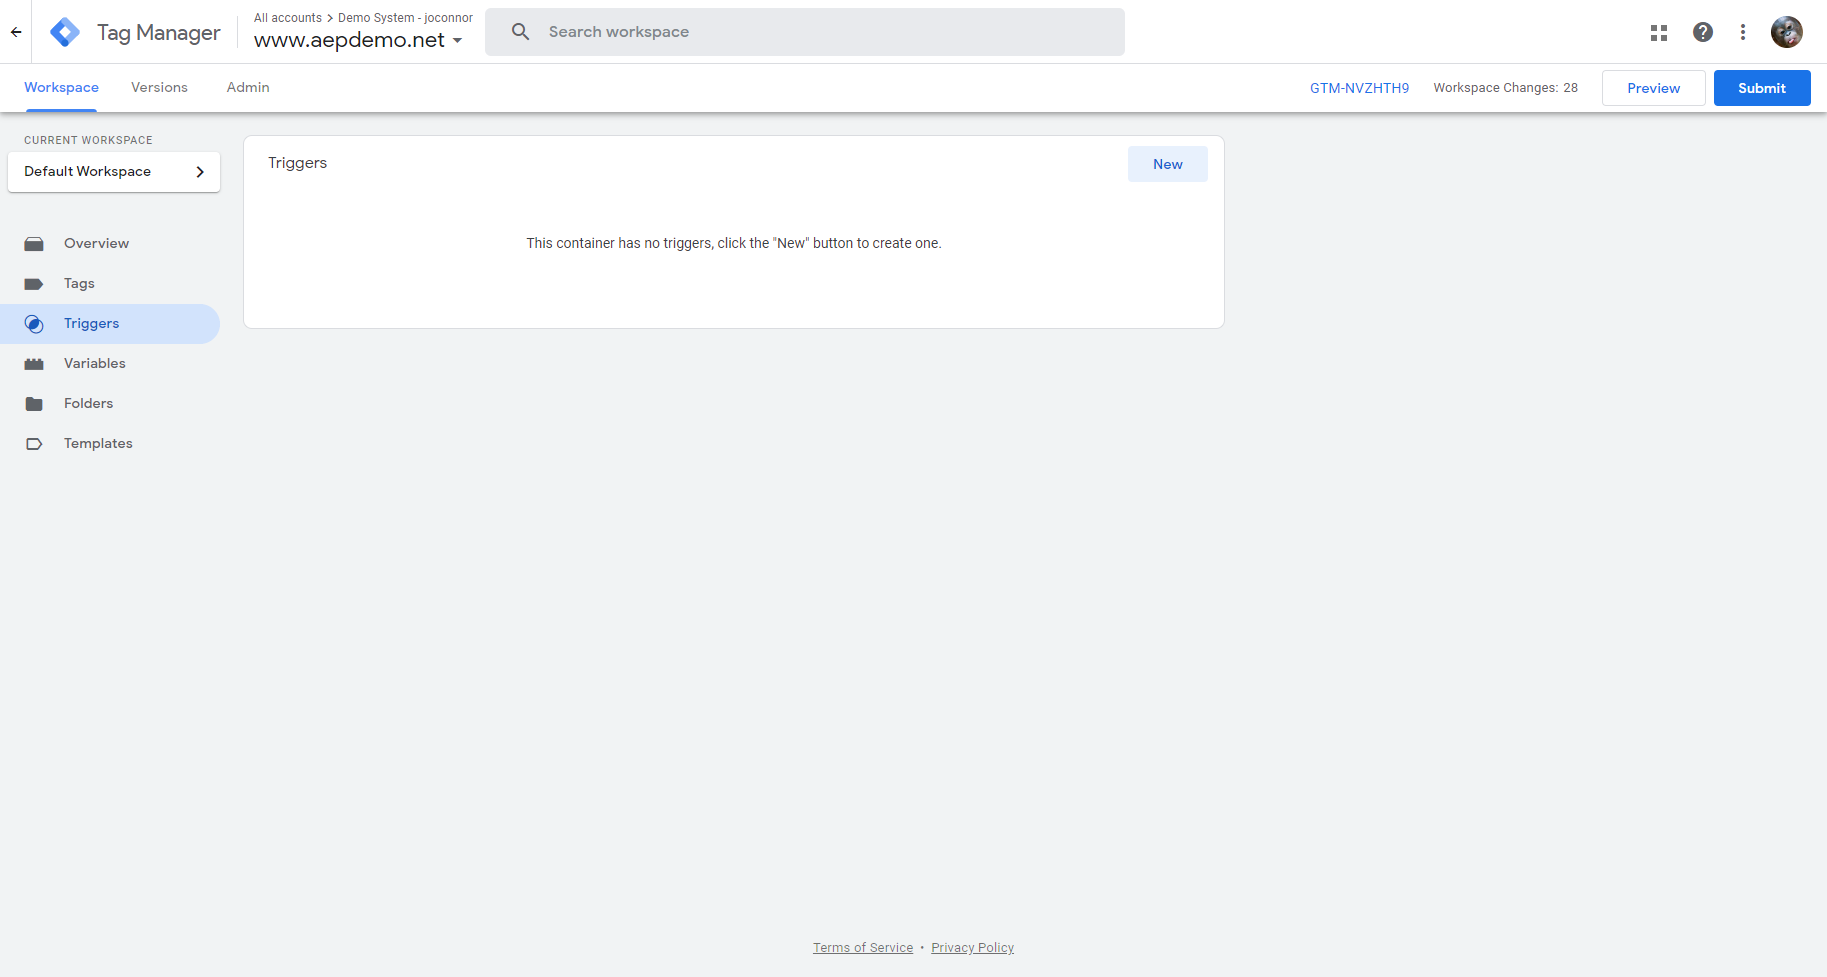 Tag Manager
All accounts > Demo System - joconnor
www.aepdemo.net
Search workspace
Workspace
Versions
Admin
GTM-NVZHTH9
Workspace Changes: 28
Preview
Submit
CURRENT WORKSPACE
Default Workspace
Overview
Tags
Triggers
Variables
Folders
Templates
Triggers
New
This container has no triggers, click the "New" button to create one.
Terms of Service • Privacy Policy